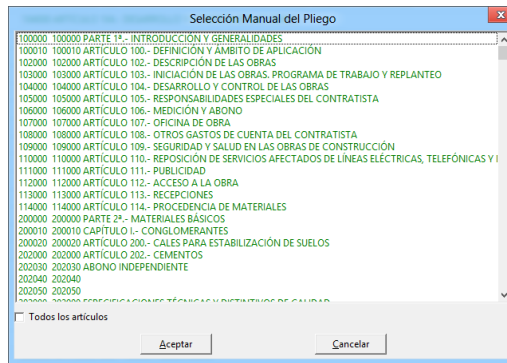 Selección Manual del Pliego
x
100000 100000 PARTE 1ª.- INTRODUCCIÓN Y GENERALIDADES
100010 100010 ARTÍCULO 100.- DEFINICIÓN Y ÁMBITO DE APLICACIÓN
102000 102000 ARTÍCULO 102.- DESCRIPCIÓN DE LAS OBRAS
103000 103000 ARTÍCULO 103.- INICIACIÓN DE LAS OBRAS. PROGRAMA DE TRABAJO Y REPLANTEO
104000 104000 ARTÍCULO 104.- DESARROLLO Y CONTROL DE LAS OBRAS
105000 105000 ARTÍCULO 105.- RESPONSABILIDADES ESPECIALES DEL CONTRATISTA
106000 106000 ARTÍCULO 106.- MEDICIÓN Y ABONO
107000 107000 ARTÍCULO 107.- OFICINA DE OBRA
108000 108000 ARTÍCULO 108.- OTROS GASTOS DE CUENTA DEL CONTRATISTA
109000 109000 ARTÍCULO 109.- SEGURIDAD Y SALUD EN LAS OBRAS DE CONSTRUCCIÓN
110000 110000 ARTÍCULO 110.- REPOSICIÓN DE SERVICIOS AFECTADOS DE LÍNEAS ELÉCTRICAS, TELEFÓNICAS Y
111000 111000 ARTÍCULO 111.- PUBLICIDAD
112000 112000 ARTÍCULO 112.- ACCESO A LA OBRA
113000 113000 ARTÍCULO 113.- RECEPCIONES
114000 114000 ARTÍCULO 114.- PROCEDENCIA DE MATERIALES
200000 200000 PARTE 2ª.- MATERIALES BÁSICOS
200010 200010 CAPÍTULO I.- CONGLOMERANTES
200020 200020 ARTÍCULO 200.- CALES PARA ESTABILIZACIÓN DE SUELOS
202000 202000 ARTÍCULO 202.- CEMENTOS
202030 202030 ABONO INDEPENDIENTE
202040 202040
202050 202050
ESPECIFICACIONES TÉCNICAS Y DISTINTIVOS DE CALIDAD
Todos los artículos
Aceptar
Cancelar